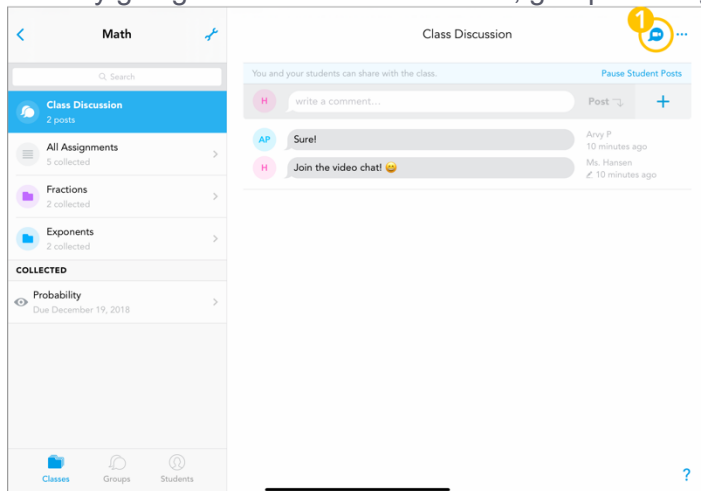 Math
Search
Class Discussion
2 posts
All Assignments
5 collected
Fractions
2 collected
Exponents
2 collected
COLLECTED
Probability
Due December 19, 2018
Classes
Groups
Students
Class Discussion
1
You and your students can share with the class.
Pause Student Posts
H
write a comment...
Post
AP
Sure!
Arvy P
10 minutes ago
H
Join the video chat! 😄
Ms. Hansen
10 minutes ago
?